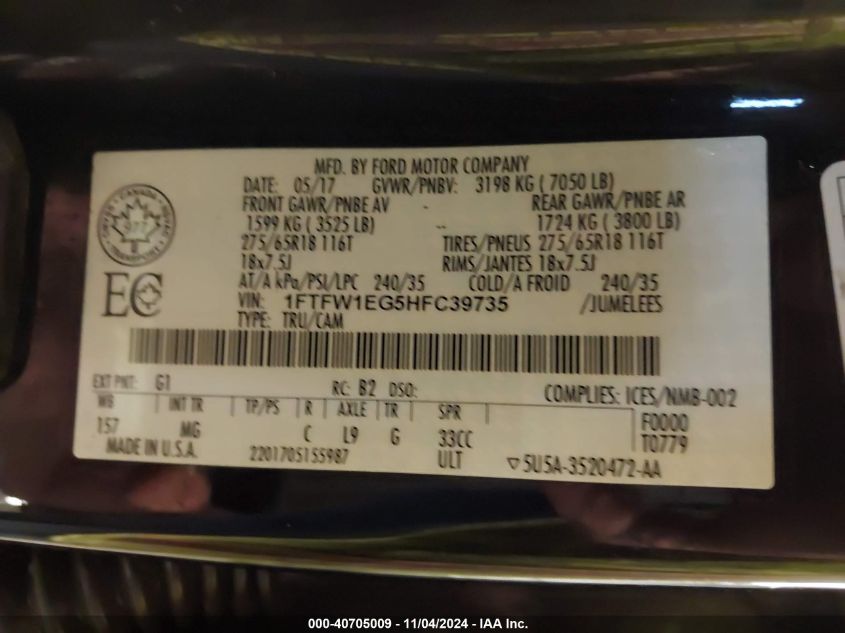 MFD. BY FORD MOTOR COMPANY
DATE: 05/17 GVWR/PNBV: 3198 KG ( 7050 LB)
FRONT GAWR/PNBE AV - REAR GAWR/PNBE AR
1599 KG ( 3525 LB) -- 1724 KG ( 3800 LB)
275/65R18 116T TIRES/PNEUS 275/65R18 116T
18x7.5J RIMS/JANTES 18x7.5J
AT/A kPa/PSI/LPC 240/35 COLD/A FROID 240/35
VIN: 1FTFW1EG5HFC39735 /JUMELEES
TYPE: TRU/CAM
CANADA
TRANSPORT
EC
EXT PNT: G1 RC: B2 DSO: COMPLIES: ICES/NMB-002
WB INT TR TP/PS R AXLE TR SPR F0000
157 MG C L9 G 33CC T0779
MADE IN U.S.A. 2201705155987 ULT ▽5U5A-3520472-AA
000-40705009 - 11/04/2024 - IAA Inc.